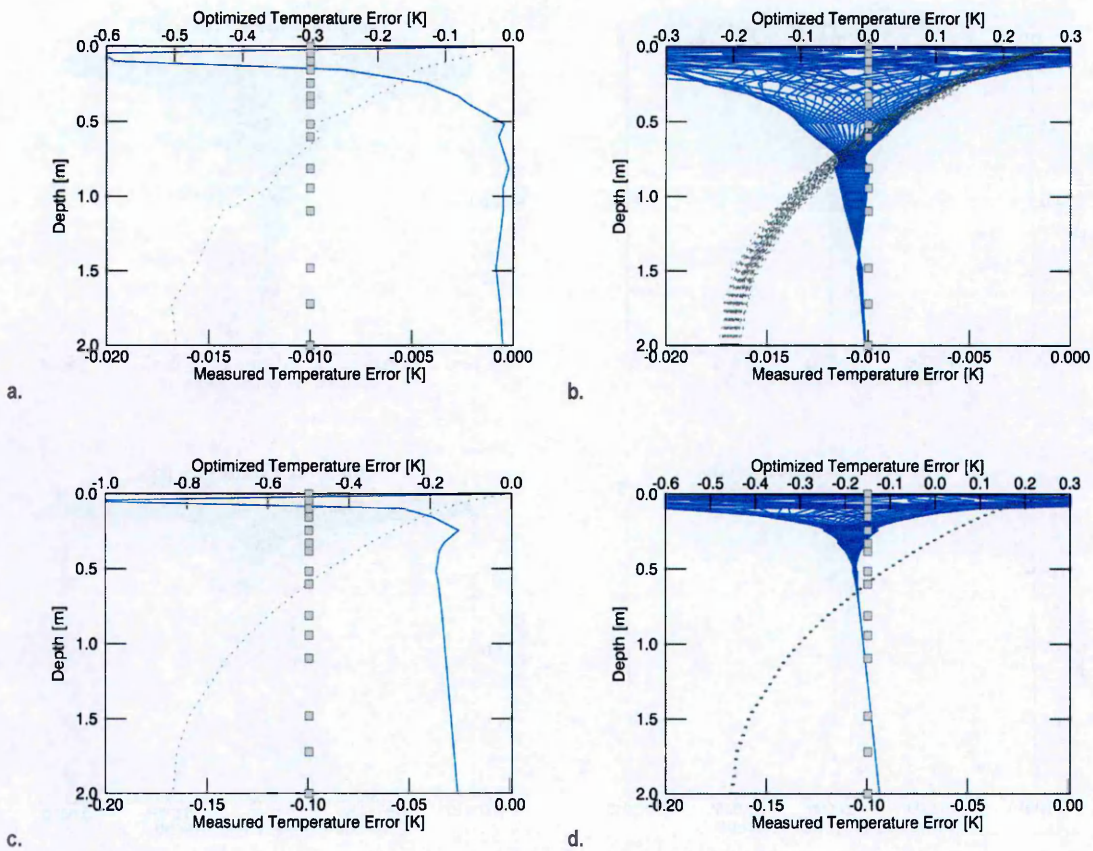 Optimized Temperature Error [K]
-0.6 -0.5 -0.4 -0.3 -0.2 -0.1 0.0
0.0
0.5
1.0
1.5
2.0
Depth [m]
-0.020 -0.015 -0.010 -0.005 0.000
Measured Temperature Error [K]
a.
Optimized Temperature Error [K]
-0.3 -0.2 -0.1 0.0 0.1 0.2 0.3
0.0
0.5
1.0
1.5
2.0
Depth [m]
-0.020 -0.015 -0.010 -0.005 0.000
Measured Temperature Error [K]
b.
Optimized Temperature Error [K]
-1.0 -0.8 -0.6 -0.4 -0.2 0.0
0.0
0.5
1.0
1.5
2.0
Depth [m]
-0.20 -0.15 -0.10 -0.05 0.00
Measured Temperature Error [K]
c.
Optimized Temperature Error [K]
-0.6 -0.5 -0.4 -0.3 -0.2 -0.1 0.0 0.1 0.2 0.3
0.0
0.5
1.0
1.5
2.0
Depth [m]
-0.20 -0.15 -0.10 -0.05 0.00
Measured Temperature Error [K]
d.